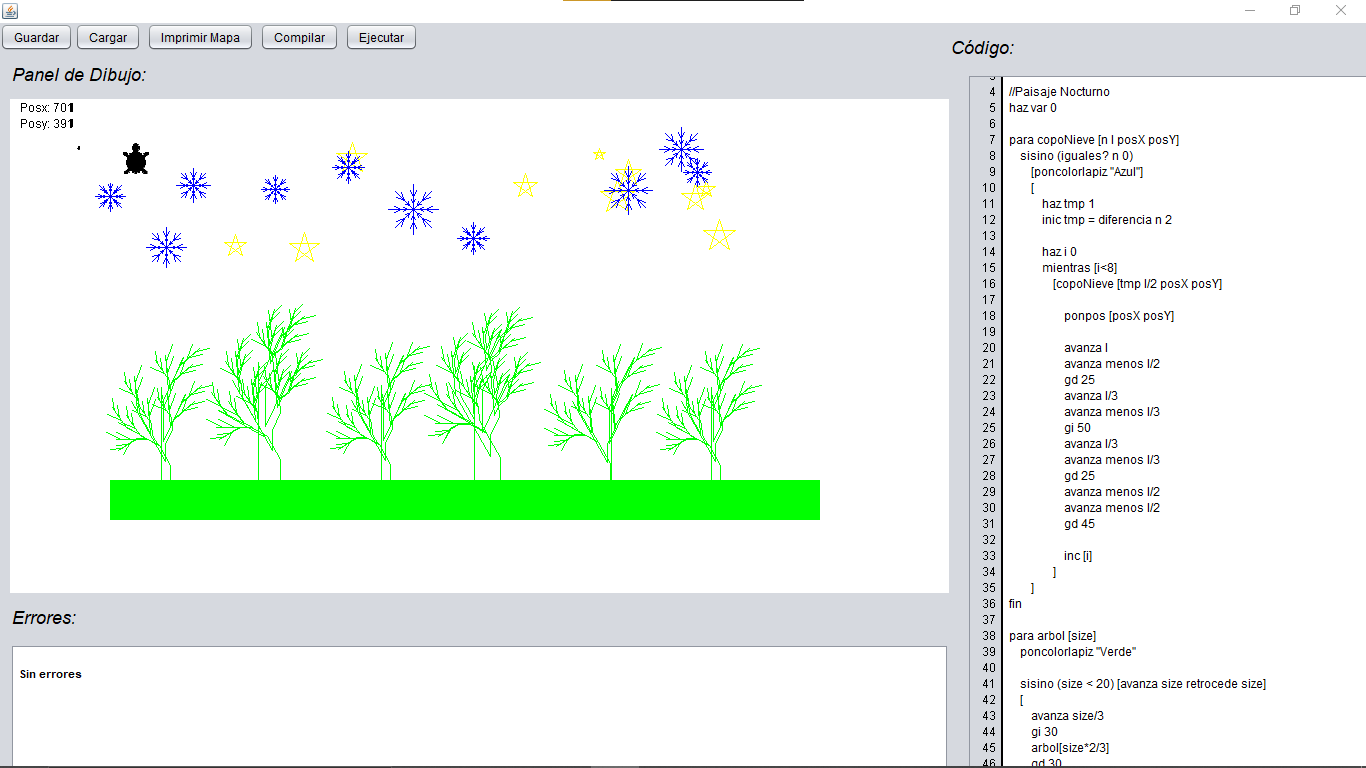 Guardar Cargar Imprimir Mapa Compilar Ejecutar
Panel de Dibujo:
Posx: 701
Posy: 391
Errores:
Sin errores
Código:
4 //Paisaje Nocturno
5 haz var 0
6
7 para copoNieve [n l posX posY]
8 sisino (iguales? n 0)
9 [poncolorlapiz "Azul"]
10 [
11 haz tmp 1
12 inic tmp = diferencia n 2
13
14 haz i 0
15 mientras [i<8]
16 [copoNieve [tmp l/2 posX posY]
17
18 ponpos [posX posY]
19
20 avanza l
21 avanza menos l/2
22 gd 25
23 avanza l/3
24 avanza menos l/3
25 gi 50
26 avanza l/3
27 avanza menos l/3
28 gd 25
29 avanza menos l/2
30 avanza menos l/2
31 gd 45
32
33 inc [i]
34 ]
35 ]
36 fin
37
38 para arbol [size]
39 poncolorlapiz "Verde"
40
41 sisino (size < 20) [avanza size retrocede size]
42 [
43 avanza size/3
44 gi 30
45 arbol[size*2/3]
46 gd 30